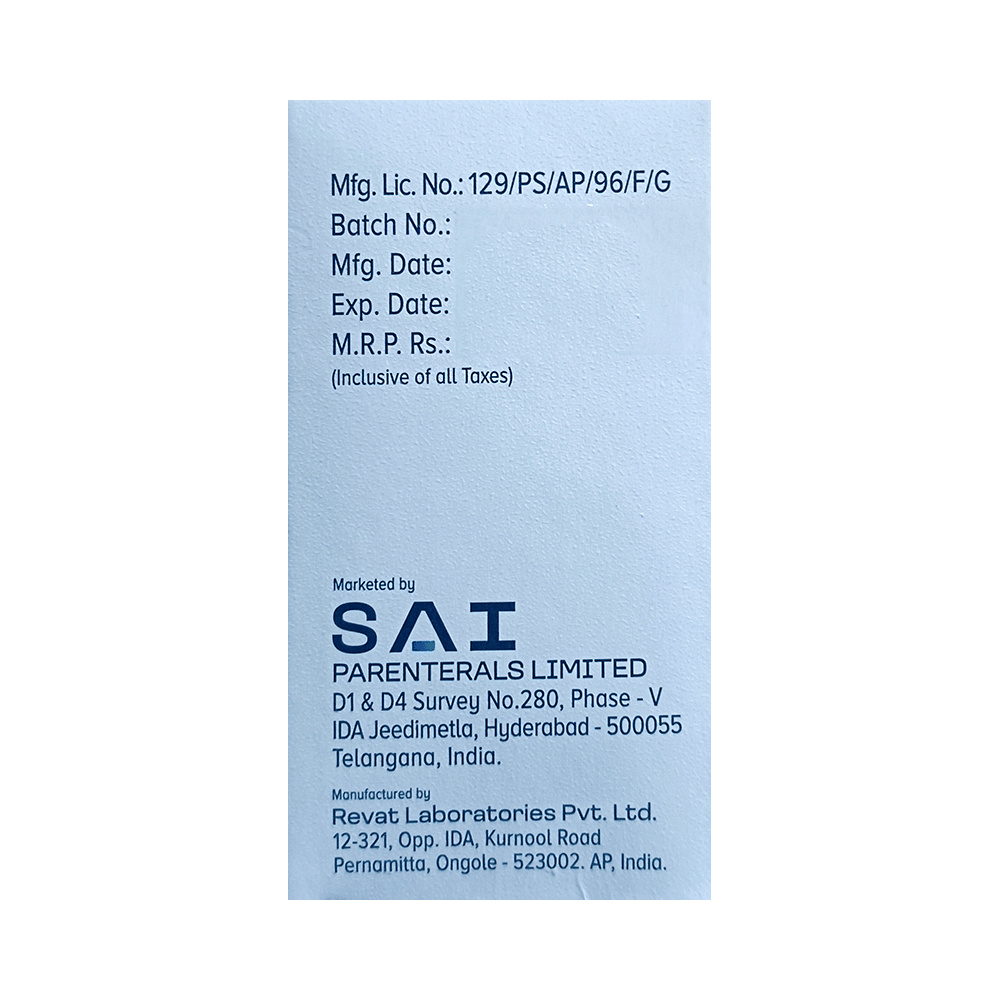 Mfg. Lic. No.: 129/PS/AP/96/F/G
Batch No.:
Mfg. Date:
Exp. Date:
M.R.P. Rs.:
(Inclusive of all Taxes)
Marketed by
SAI
PARENTERALS LIMITED
D1 & D4 Survey No.280, Phase - V
IDA Jeedimetla, Hyderabad - 500055
Telangana, India.
Manufactured by
Revat Laboratories Pvt. Ltd.
12-321, Opp. IDA, Kurnool Road
Pernamitta, Ongole - 523002. AP, India.